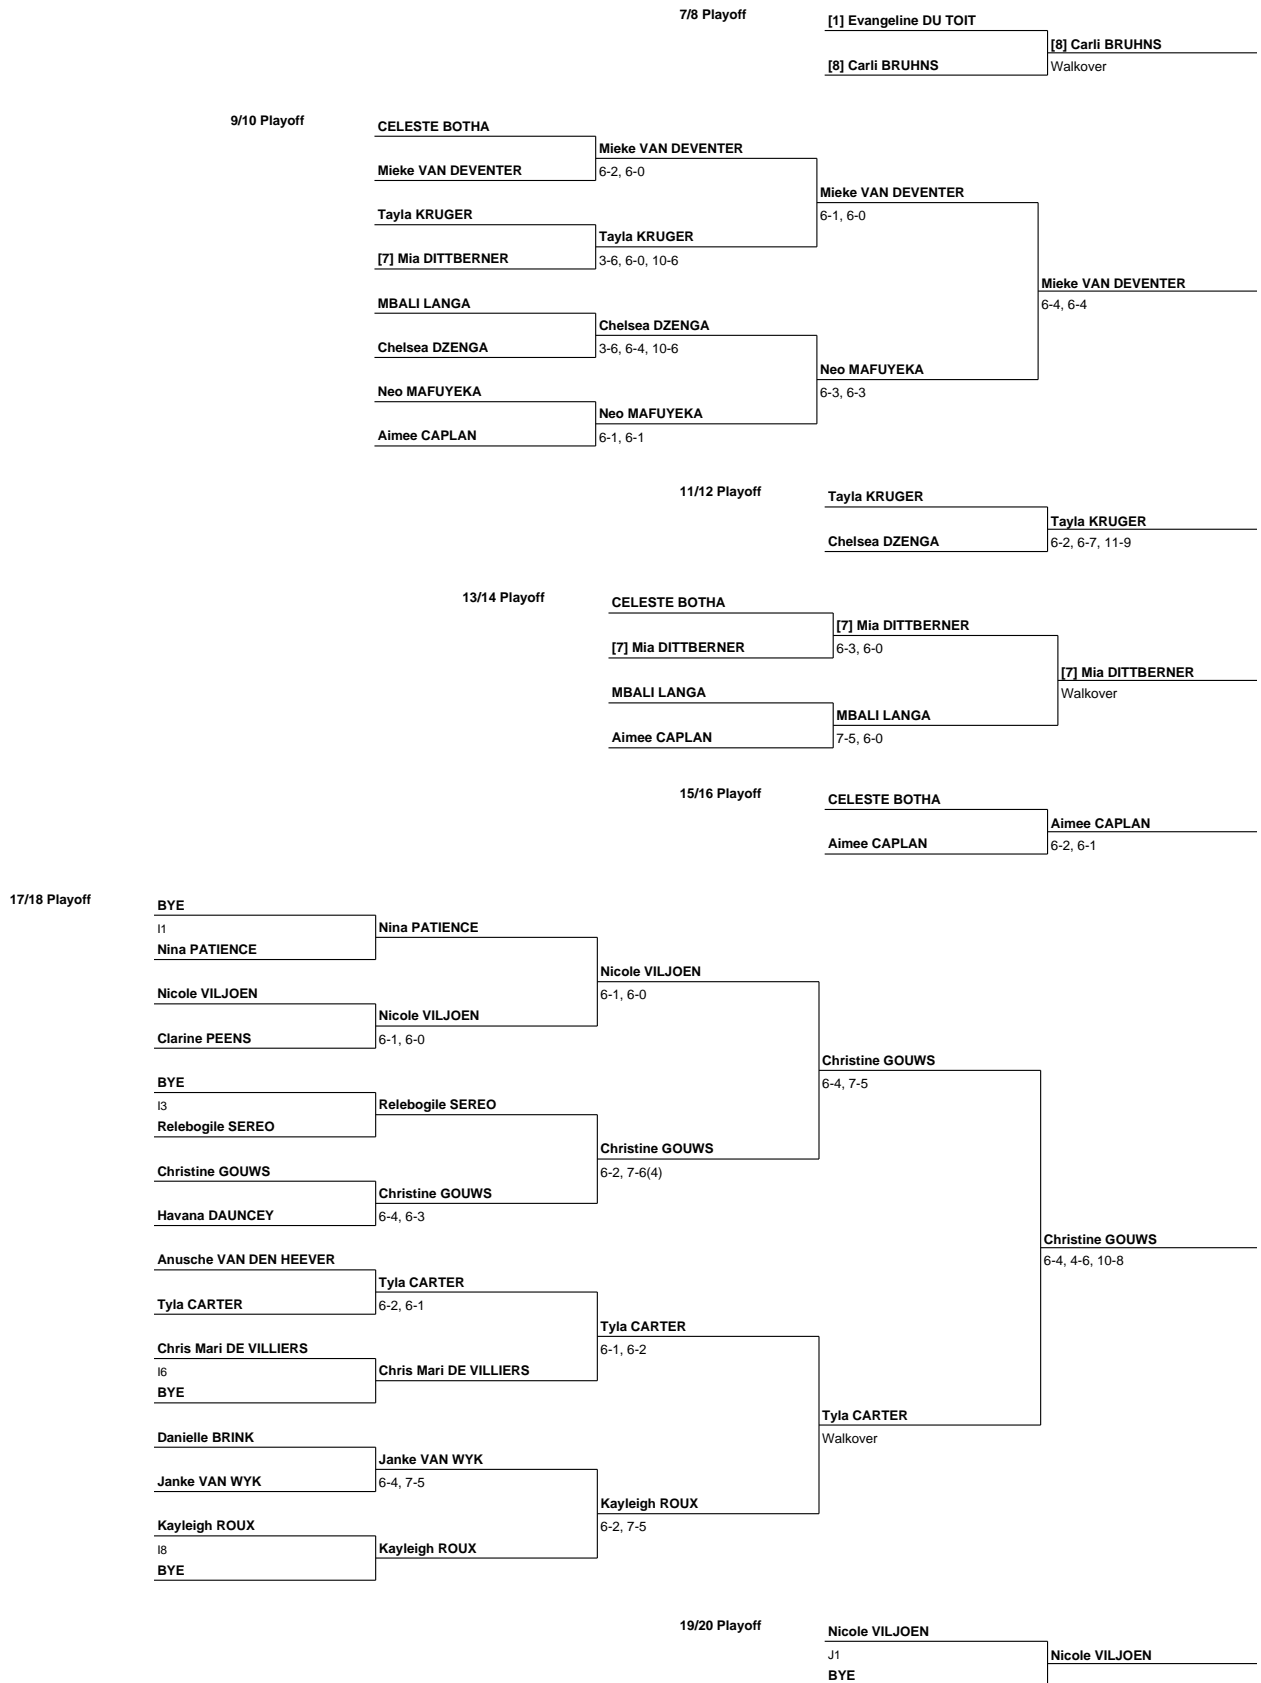 7/8 Playoff
[1] Evangeline DU TOIT
[8] Carli BRUHNS
[8] Carli BRUHNS
Walkover
9/10 Playoff
CELESTE BOTHA
Mieke VAN DEVENTER
Mieke VAN DEVENTER
6-2, 6-0
Mieke VAN DEVENTER
6-1, 6-0
Tayla KRUGER
Tayla KRUGER
[7] Mia DITTBERNER
3-6, 6-0, 10-6
Mieke VAN DEVENTER
6-4, 6-4
MBALI LANGA
Chelsea DZENGA
Chelsea DZENGA
3-6, 6-4, 10-6
Neo MAFUYEKA
6-3, 6-3
Neo MAFUYEKA
Neo MAFUYEKA
Aimee CAPLAN
6-1, 6-1
11/12 Playoff
Tayla KRUGER
Tayla KRUGER
Chelsea DZENGA
6-2, 6-7, 11-9
13/14 Playoff
CELESTE BOTHA
[7] Mia DITTBERNER
[7] Mia DITTBERNER
6-3, 6-0
[7] Mia DITTBERNER
Walkover
MBALI LANGA
MBALI LANGA
Aimee CAPLAN
7-5, 6-0
15/16 Playoff
CELESTE BOTHA
Aimee CAPLAN
Aimee CAPLAN
6-2, 6-1
17/18 Playoff
BYE
I1
Nina PATIENCE
Nina PATIENCE
Nicole VILJOEN
6-1, 6-0
Nicole VILJOEN
Nicole VILJOEN
Clarine PEENS
6-1, 6-0
Christine GOUWS
6-4, 7-5
BYE
I3
Relebogile SEREO
Relebogile SEREO
Christine GOUWS
6-2, 7-6(4)
Christine GOUWS
Christine GOUWS
Havana DAUNCEY
6-4, 6-3
Christine GOUWS
6-4, 4-6, 10-8
Anusche VAN DEN HEEVER
Tyla CARTER
Tyla CARTER
6-2, 6-1
Tyla CARTER
6-1, 6-2
Chris Mari DE VILLIERS
I6
Chris Mari DE VILLIERS
BYE
Tyla CARTER
Walkover
Danielle BRINK
Janke VAN WYK
Janke VAN WYK
6-4, 7-5
Kayleigh ROUX
6-2, 7-5
Kayleigh ROUX
I8
Kayleigh ROUX
BYE
19/20 Playoff
Nicole VILJOEN
J1
Nicole VILJOEN
BYE